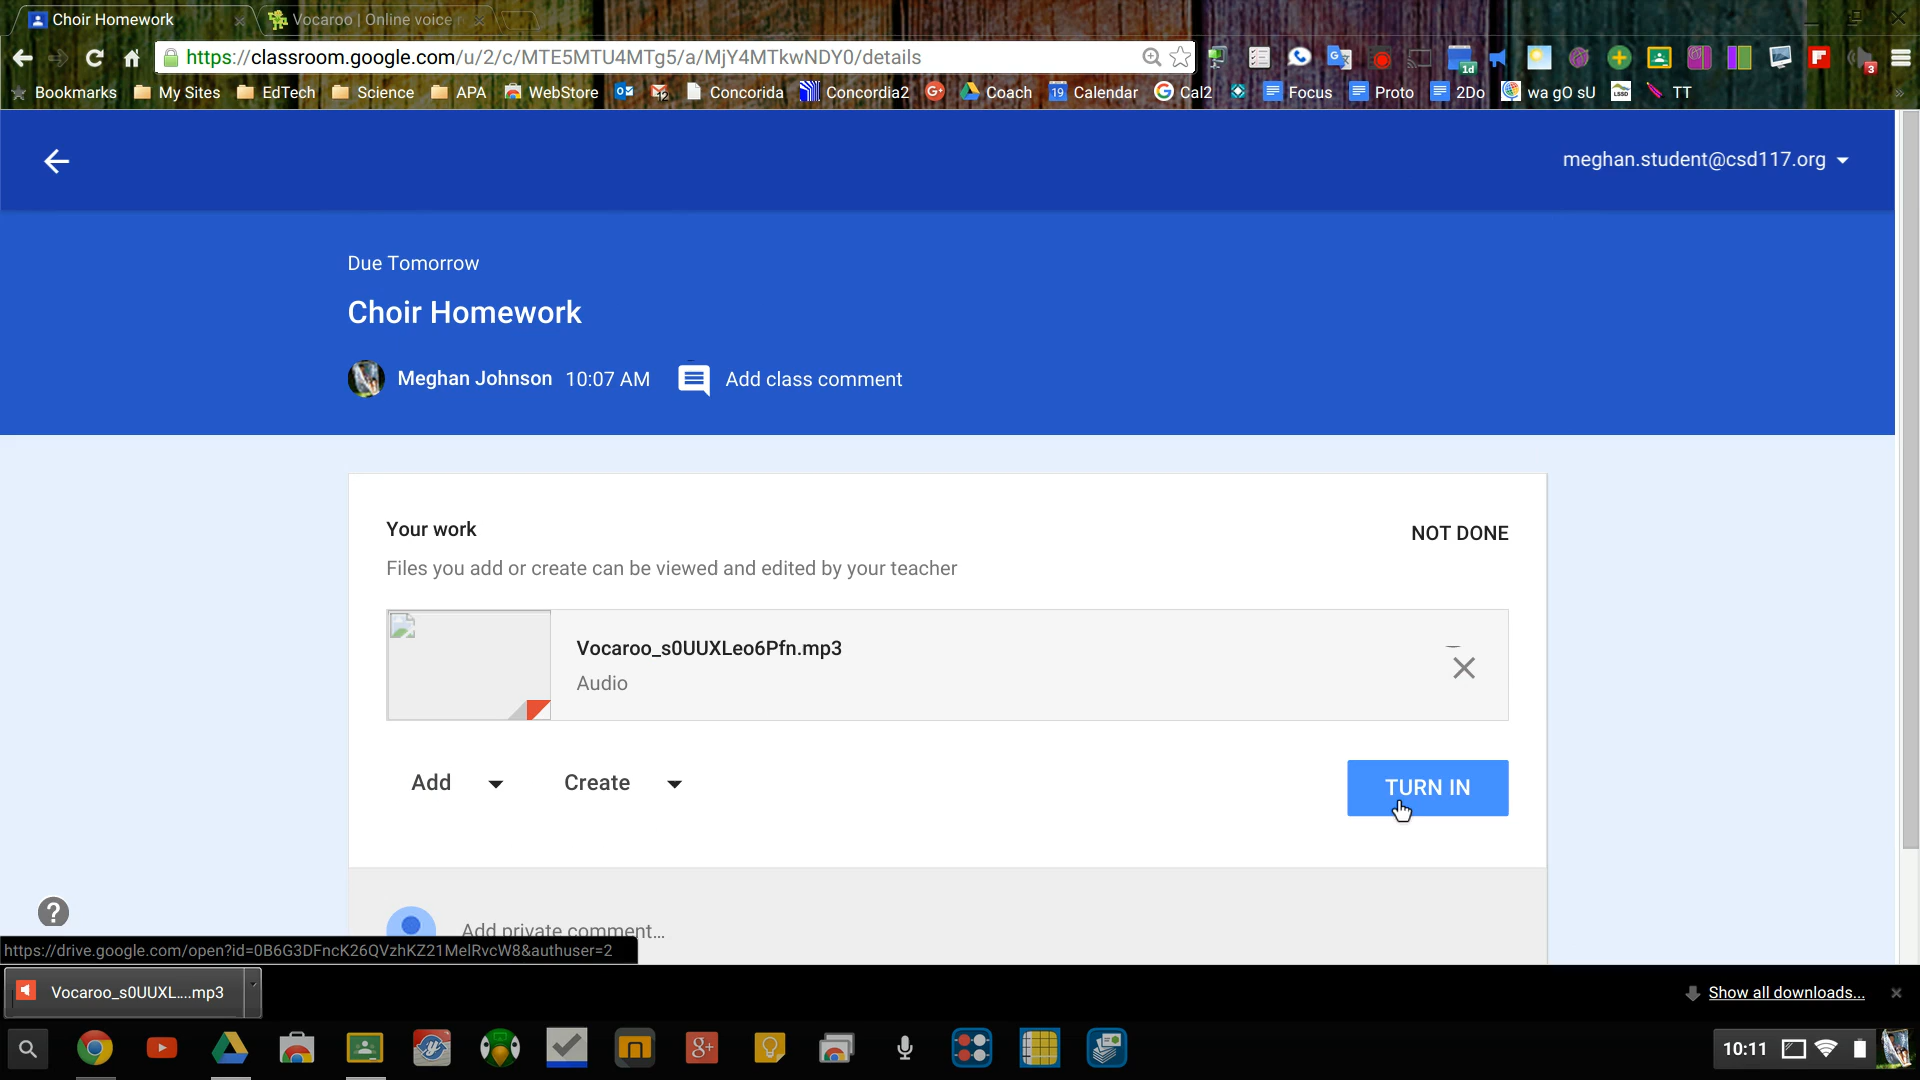 Choir Homework
Vocaroo | Online voice r
https://classroom.google.com/u/2/c/MTE5MTU4MTg5/a/MjY4MTkwNDY0/details
1d
3
Bookmarks My Sites EdTech Science APA WebStore 12 Concorida Concordia2 G+ Coach 19 Calendar Cal2 Focus Proto 2Do wa gO sU TT »
meghan.student@csd117.org
Due Tomorrow
Choir Homework
Meghan Johnson 10:07 AM Add class comment
Your work
NOT DONE
Files you add or create can be viewed and edited by your teacher
Vocaroo_s0UUXLeo6Pfn.mp3
Audio
Add Create
TURN IN
?
Add private comment...
https://drive.google.com/open?id=0B6G3DFncK26QVzhKZ21MelRvcW8&authuser=2
Vocaroo_s0UUXL....mp3
Show all downloads...
g+
10:11